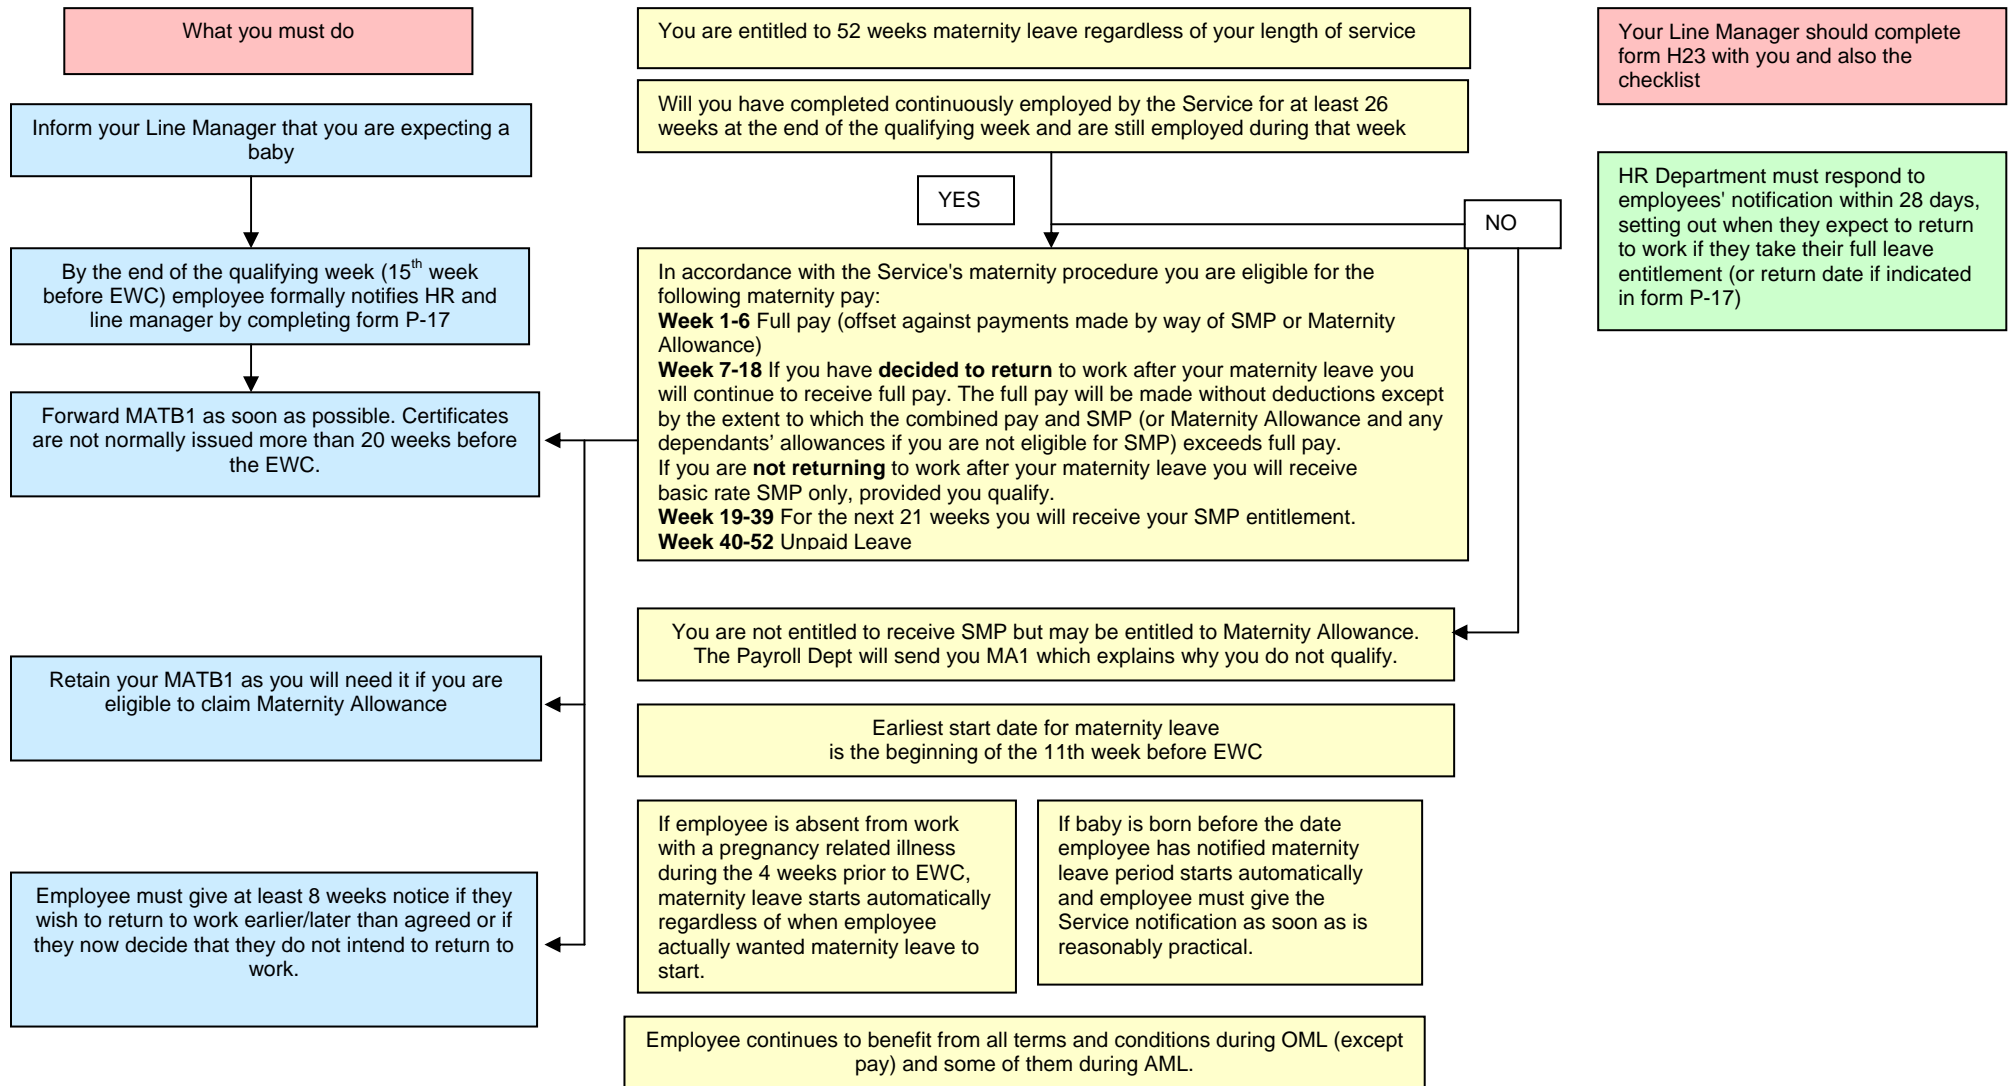 What you must do
Inform your Line Manager that you are expecting a
baby
By the end of the qualifying week (15th week
before EWC) employee formally notifies HR and
line manager by completing form P-17
Forward MATB1 as soon as possible. Certificates
are not normally issued more than 20 weeks before
the EWC.
Retain your MATB1 as you will need it if you are
eligible to claim Maternity Allowance
Employee must give at least 8 weeks notice if they
wish to return to work earlier/later than agreed or if
they now decide that they do not intend to return to
work.
You are entitled to 52 weeks maternity leave regardless of your length of service
Will you have completed continuously employed by the Service for at least 26
weeks at the end of the qualifying week and are still employed during that week
YES
NO
In accordance with the Service's maternity procedure you are eligible for the
following maternity pay:
Week 1-6 Full pay (offset against payments made by way of SMP or Maternity
Allowance)
Week 7-18 If you have decided to return to work after your maternity leave you
will continue to receive full pay. The full pay will be made without deductions except
by the extent to which the combined pay and SMP (or Maternity Allowance and any
dependants’ allowances if you are not eligible for SMP) exceeds full pay.
If you are not returning to work after your maternity leave you will receive
basic rate SMP only, provided you qualify.
Week 19-39 For the next 21 weeks you will receive your SMP entitlement.
Week 40-52 Unpaid Leave
You are not entitled to receive SMP but may be entitled to Maternity Allowance.
The Payroll Dept will send you MA1 which explains why you do not qualify.
Earliest start date for maternity leave
is the beginning of the 11th week before EWC
If employee is absent from work
with a pregnancy related illness
during the 4 weeks prior to EWC,
maternity leave starts automatically
regardless of when employee
actually wanted maternity leave to
start.
If baby is born before the date
employee has notified maternity
leave period starts automatically
and employee must give the
Service notification as soon as is
reasonably practical.
Employee continues to benefit from all terms and conditions during OML (except
pay) and some of them during AML.
Your Line Manager should complete
form H23 with you and also the
checklist
HR Department must respond to
employees' notification within 28 days,
setting out when they expect to return
to work if they take their full leave
entitlement (or return date if indicated
in form P-17)